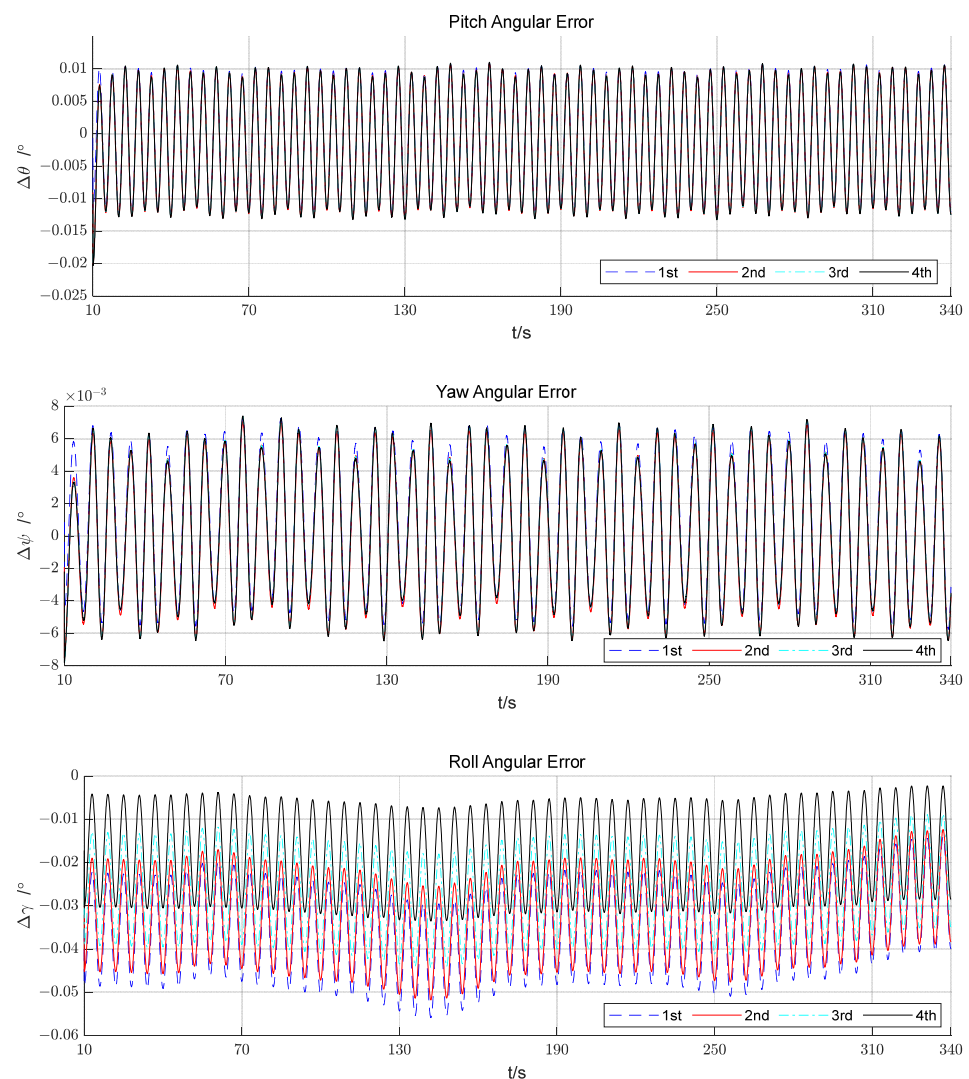 Pitch Angular Error
0.01
0.005
0
−0.005
−0.01
−0.015
−0.02
−0.025
Δθ /°
1st 2nd 3rd 4th
10 70 130 190 250 310 340
t/s
Yaw Angular Error
×10⁻³
8
6
4
2
0
−2
−4
−6
−8
Δψ /°
1st 2nd 3rd 4th
10 70 130 190 250 310 340
t/s
Roll Angular Error
0
−0.01
−0.02
−0.03
−0.04
−0.05
−0.06
Δγ /°
1st 2nd 3rd 4th
10 70 130 190 250 310 340
t/s